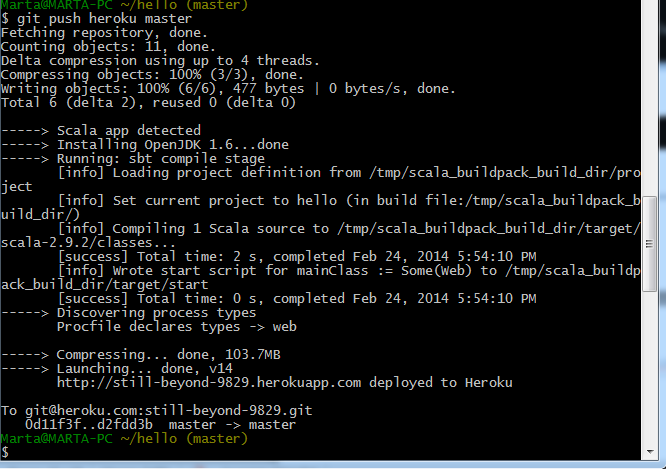 Marta@MARTA-PC ~/hello (master)
$ git push heroku master
Fetching repository, done.
Counting objects: 11, done.
Delta compression using up to 4 threads.
Compressing objects: 100% (3/3), done.
Writing objects: 100% (6/6), 477 bytes | 0 bytes/s, done.
Total 6 (delta 2), reused 0 (delta 0)
-----> Scala app detected
-----> Installing OpenJDK 1.6...done
-----> Running: sbt compile stage
[info] Loading project definition from /tmp/scala_buildpack_build_dir/pro
ject
[info] Set current project to hello (in build file:/tmp/scala_buildpack_b
uild_dir/)
[info] Compiling 1 Scala source to /tmp/scala_buildpack_build_dir/target/
scala-2.9.2/classes...
[success] Total time: 2 s, completed Feb 24, 2014 5:54:10 PM
[info] Wrote start script for mainClass := Some(Web) to /tmp/scala_buildp
ack_build_dir/target/start
[success] Total time: 0 s, completed Feb 24, 2014 5:54:10 PM
-----> Discovering process types
Procfile declares types -> web
-----> Compressing... done, 103.7MB
-----> Launching... done, v14
http://still-beyond-9829.herokuapp.com deployed to Heroku
To git@heroku.com:still-beyond-9829.git
0d11f3f..d2fdd3b  master -> master
Marta@MARTA-PC ~/hello (master)
$